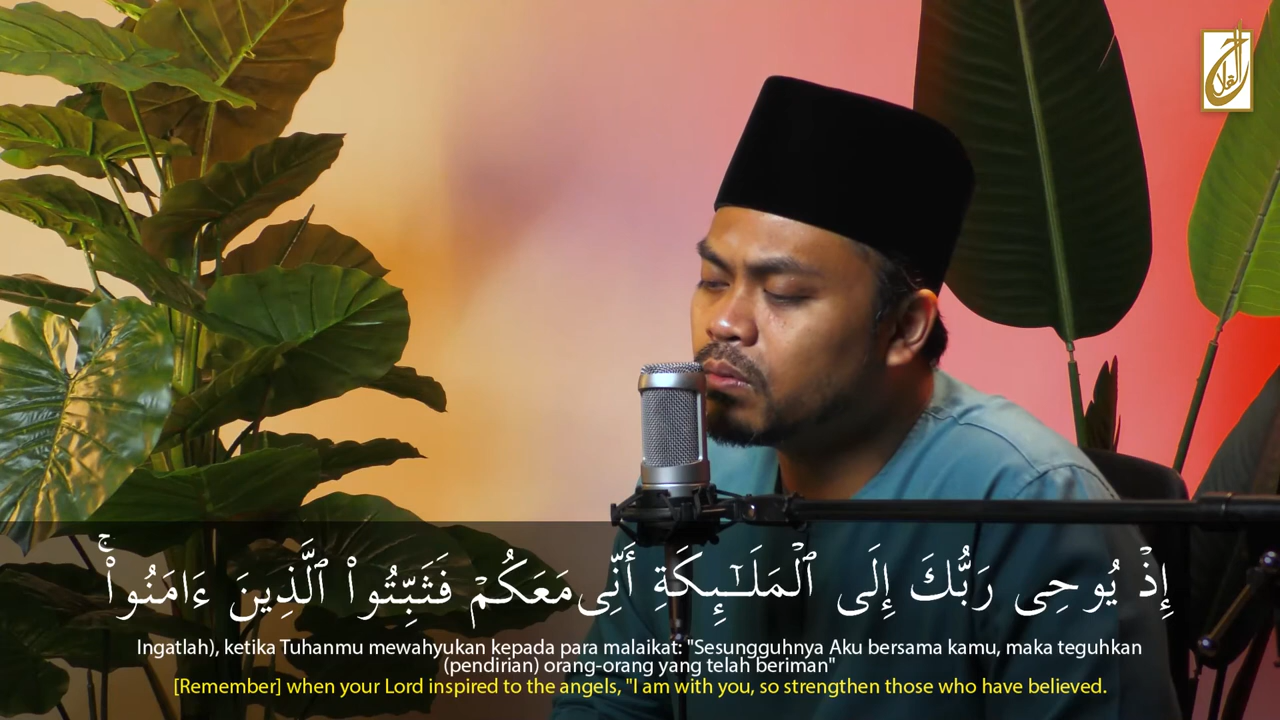 إِذْ يُوحِى رَبُّكَ إِلَى ٱلْمَلَـٰٓئِكَةِ أَنِّى مَعَكُمْ فَثَبِّتُوا۟ ٱلَّذِينَ ءَامَنُوا۟ ۚ
Ingatlah), ketika Tuhanmu mewahyukan kepada para malaikat: "Sesungguhnya Aku bersama kamu, maka teguhkan
(pendirian) orang-orang yang telah beriman"
[Remember] when your Lord inspired to the angels, "I am with you, so strengthen those who have believed.